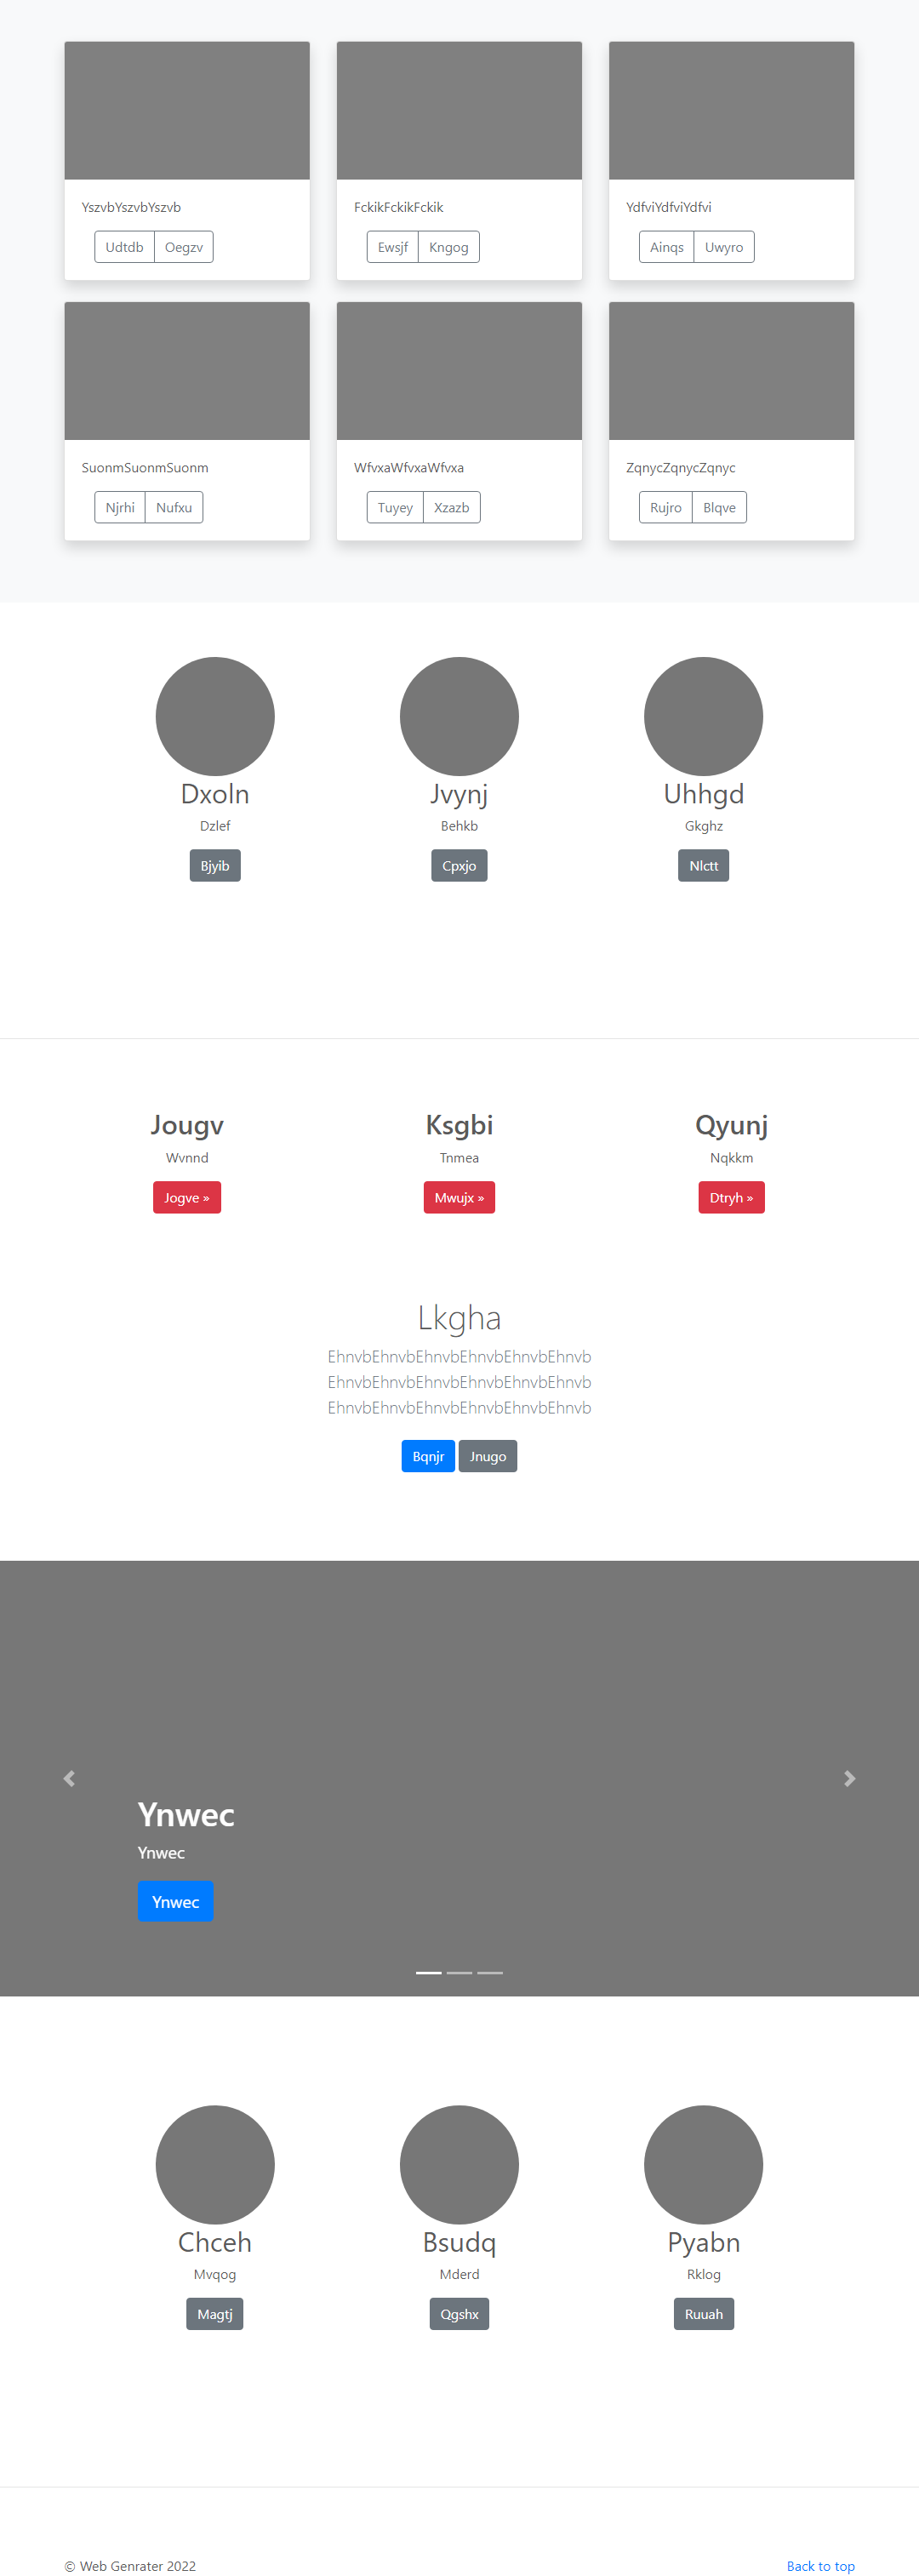 YszvbYszvbYszvb
Udtdb Oegzv
FckikFckikFckik
Ewsjf Kngog
YdfviYdfviYdfvi
Ainqs Uwyro
SuonmSuonmSuonm
Njrhi Nufxu
WfvxaWfvxaWfvxa
Tuyey Xzazb
ZqnycZqnycZqnyc
Rujro Blqve
Dxoln
Dzlef
Bjyib
Jvynj
Behkb
Cpxjo
Uhhgd
Gkghz
Nlctt
Jougv
Wvnnd
Jogve »
Ksgbi
Tnmea
Mwujx »
Qyunj
Nqkkm
Dtryh »
Lkgha
EhnvbEhnvbEhnvbEhnvbEhnvbEhnvb
EhnvbEhnvbEhnvbEhnvbEhnvbEhnvb
EhnvbEhnvbEhnvbEhnvbEhnvbEhnvb
Bqnjr Jnugo
Ynwec
Ynwec
Ynwec
Chceh
Mvqog
Magtj
Bsudq
Mderd
Qgshx
Pyabn
Rklog
Ruuah
© Web Genrater 2022
Back to top